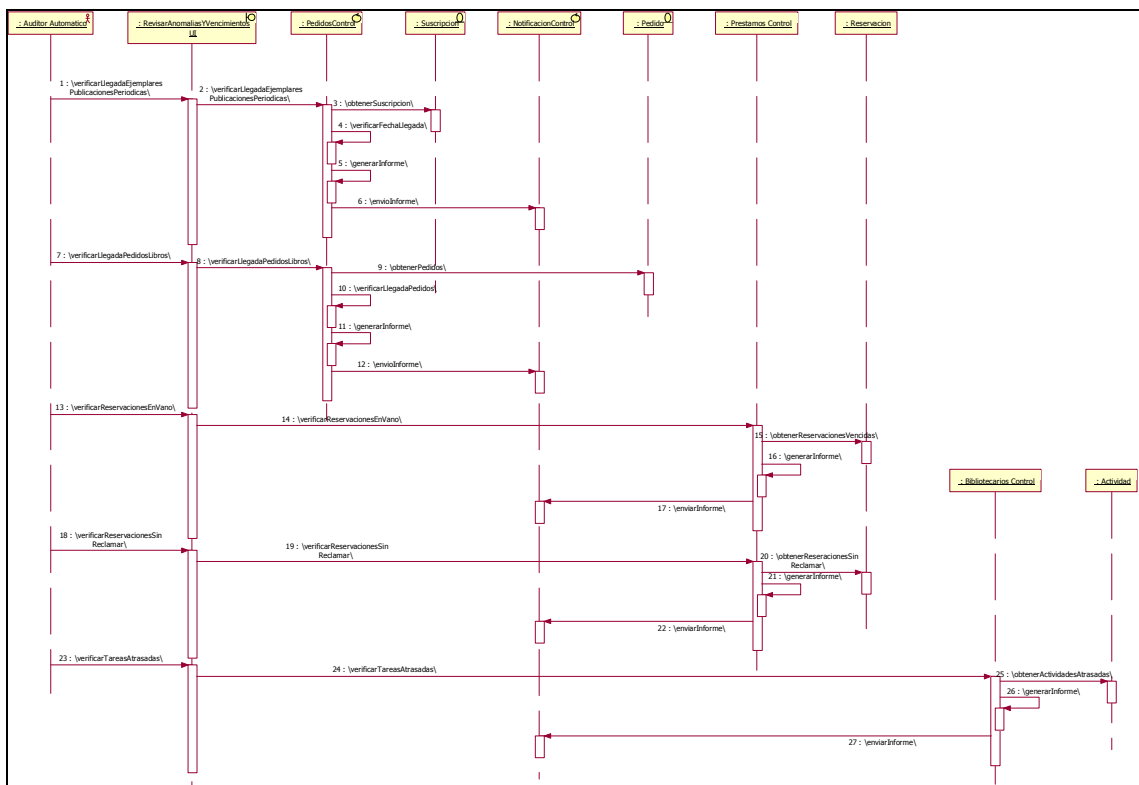 : Auditor Automatico
: RevisarAnomaliasYVencimientos
UI
: PedidosControl
: Suscripcion
: NotificacionControl
: Pedido
: Prestamos Control
: Reservacion
1 : \verificarLlegadaEjemplares
PublicacionesPeriodicas\
2 : \verificarLlegadaEjemplares
PublicacionesPeriodicas\
3 : \obtenerSuscripcion\
4 : \verificarFechaLlegada\
5 : \generarInforme\
6 : \envioInforme\
7 : \verificarLlegadaPedidosLibros\
8 : \verificarLlegadaPedidosLibros\
9 : \obtenerPedidos\
10 : \verificarLlegadaPedidos\
11 : \generarInforme\
12 : \envioInforme\
13 : \verificarReservacionesEnVano\
14 : \verificarReservacionesEnVano\
15 : \obtenerReservacionesVencidas\
16 : \generarInforme\
17 : \enviarInforme\
: Bibliotecarios Control
: Actividad
18 : \verificarReservacionesSin
Reclamar\
19 : \verificarReservacionesSin
Reclamar\
20 : \obtenerReseracionesSin
Reclamar\
21 : \generarInforme\
22 : \enviarInforme\
23 : \verificarTareasAtrasadas\
24 : \verificarTareasAtrasadas\
25 : \obtenerActividadesAtrasadas\
26 : \generarInforme\
27 : \enviarInforme\